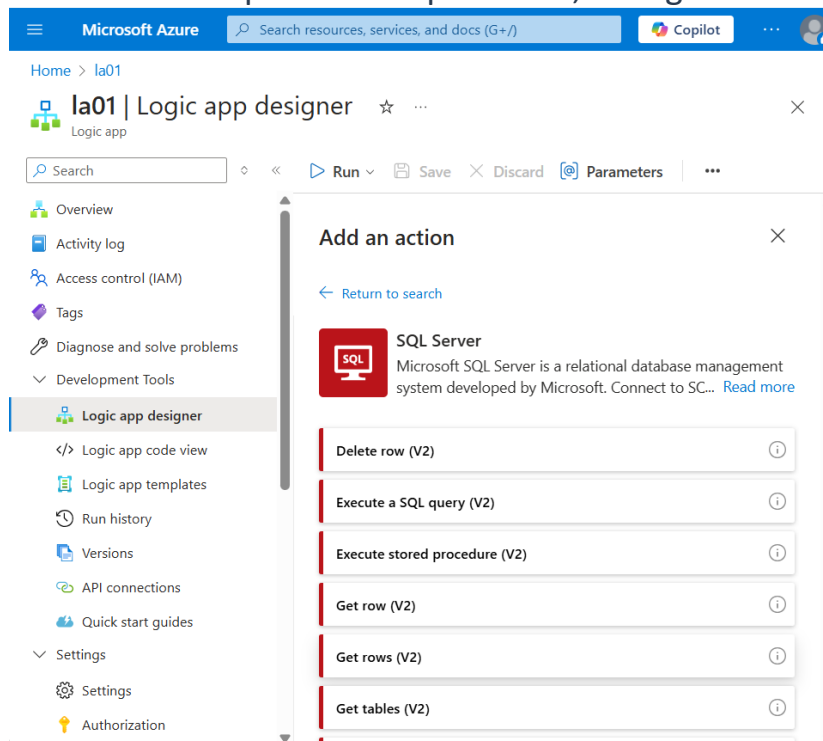 Microsoft Azure
Search resources, services, and docs (G+/)
Copilot
Home > la01
la01 | Logic app designer
Logic app
Search
Run
Save
Discard
Parameters
Overview
Activity log
Access control (IAM)
Tags
Diagnose and solve problems
Development Tools
Logic app designer
Logic app code view
Logic app templates
Run history
Versions
API connections
Quick start guides
Settings
Settings
Authorization
Add an action
Return to search
SQL
SQL Server
Microsoft SQL Server is a relational database management
system developed by Microsoft. Connect to SC... Read more
Delete row (V2)
Execute a SQL query (V2)
Execute stored procedure (V2)
Get row (V2)
Get rows (V2)
Get tables (V2)